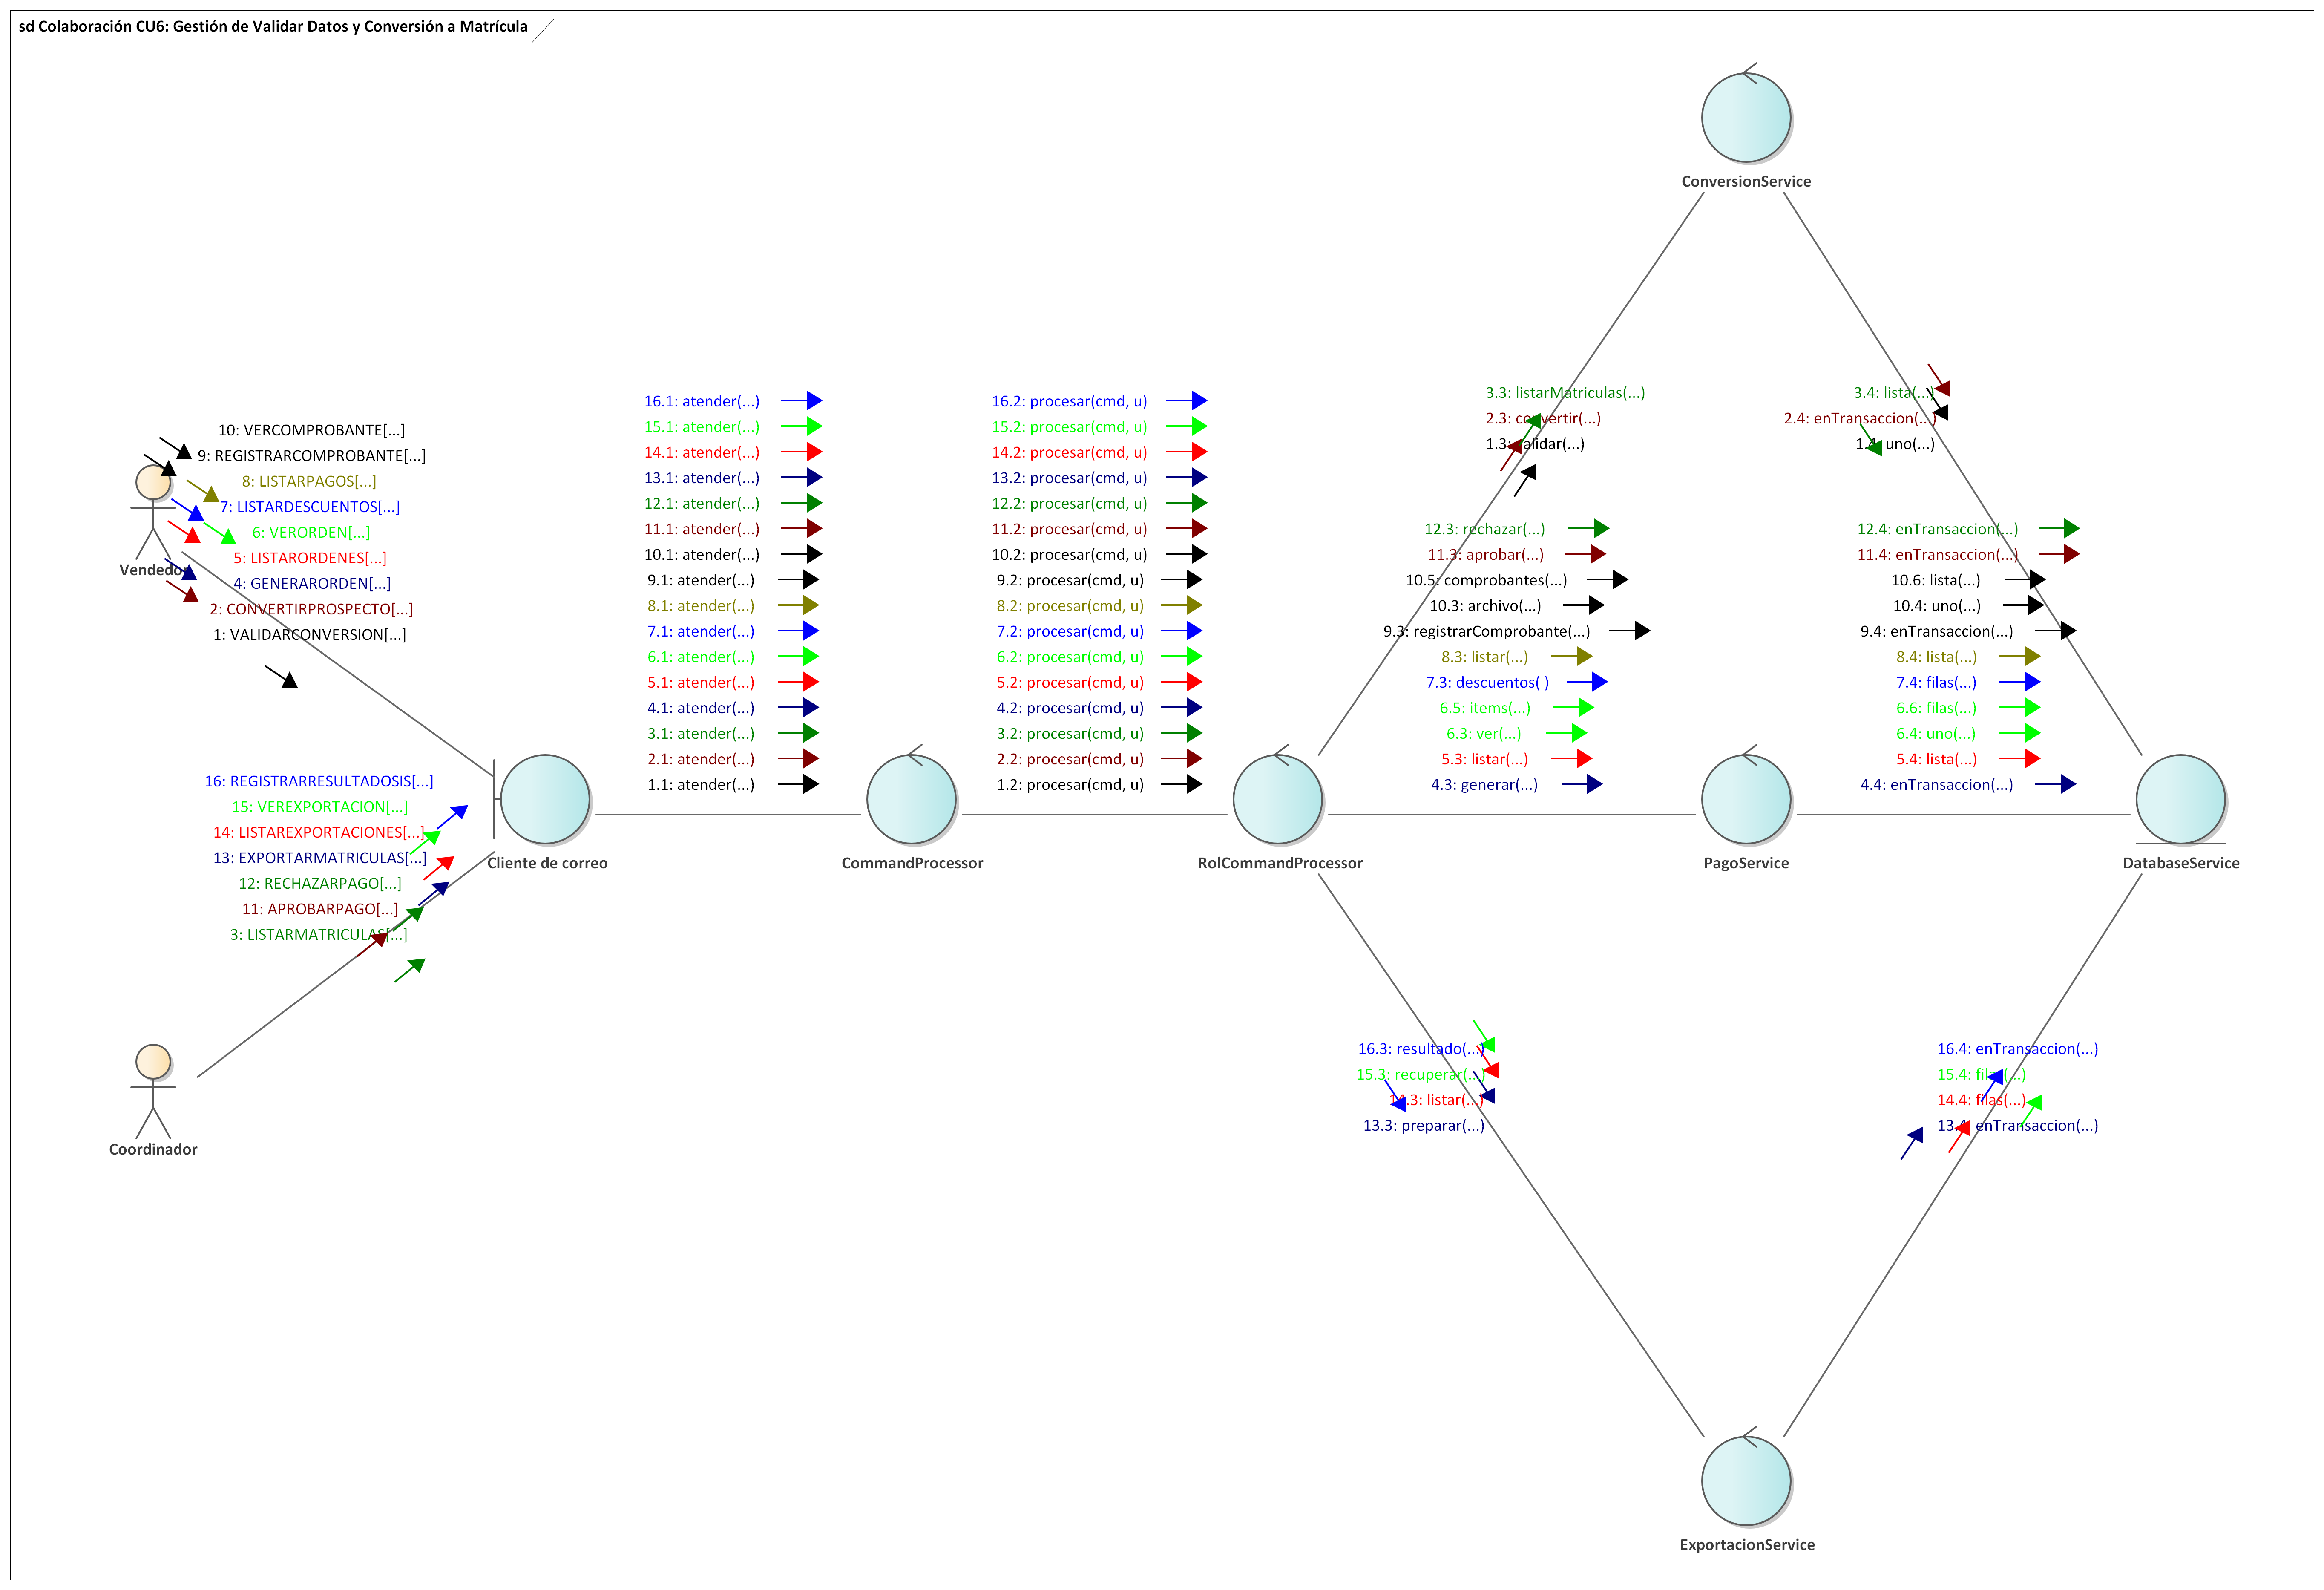 sd Colaboración CU6: Gestión de Validar Datos y Conversión a Matrícula
ConversionService
10: VERCOMPROBANTE[...]
9: REGISTRARCOMPROBANTE[...]
8: LISTARPAGOS[...]
7: LISTARDESCUENTOS[...]
6: VERORDEN[...]
5: LISTARORDENES[...]
4: GENERARORDEN[...]
2: CONVERTIRPROSPECTO[...]
1: VALIDARCONVERSION[...]
Vendedor
16: REGISTRARRESULTADOSIS[...]
15: VEREXPORTACION[...]
14: LISTAREXPORTACIONES[...]
13: EXPORTARMATRICULAS[...]
12: RECHAZARPAGO[...]
11: APROBARPAGO[...]
3: LISTARMATRICULAS[...]
Coordinador
16.1: atender(...)
15.1: atender(...)
14.1: atender(...)
13.1: atender(...)
12.1: atender(...)
11.1: atender(...)
10.1: atender(...)
9.1: atender(...)
8.1: atender(...)
7.1: atender(...)
6.1: atender(...)
5.1: atender(...)
4.1: atender(...)
3.1: atender(...)
2.1: atender(...)
1.1: atender(...)
Cliente de correo
16.2: procesar(cmd, u)
15.2: procesar(cmd, u)
14.2: procesar(cmd, u)
13.2: procesar(cmd, u)
12.2: procesar(cmd, u)
11.2: procesar(cmd, u)
10.2: procesar(cmd, u)
9.2: procesar(cmd, u)
8.2: procesar(cmd, u)
7.2: procesar(cmd, u)
6.2: procesar(cmd, u)
5.2: procesar(cmd, u)
4.2: procesar(cmd, u)
3.2: procesar(cmd, u)
2.2: procesar(cmd, u)
1.2: procesar(cmd, u)
CommandProcessor
RolCommandProcessor
3.3: listarMatriculas(...)
2.3: convertir(...)
1.3: validar(...)
3.4: lista(...)
2.4: enTransaccion(...)
1.4: uno(...)
12.3: rechazar(...)
11.3: aprobar(...)
10.5: comprobantes(...)
10.3: archivo(...)
9.3: registrarComprobante(...)
8.3: listar(...)
7.3: descuentos( )
6.5: items(...)
6.3: ver(...)
5.3: listar(...)
4.3: generar(...)
PagoService
12.4: enTransaccion(...)
11.4: enTransaccion(...)
10.6: lista(...)
10.4: uno(...)
9.4: enTransaccion(...)
8.4: lista(...)
7.4: filas(...)
6.6: filas(...)
6.4: uno(...)
5.4: lista(...)
4.4: enTransaccion(...)
DatabaseService
16.3: resultado(...)
15.3: recuperar(...)
14.3: listar(...)
13.3: preparar(...)
16.4: enTransaccion(...)
15.4: filas(...)
14.4: filas(...)
13.4: enTransaccion(...)
ExportacionService